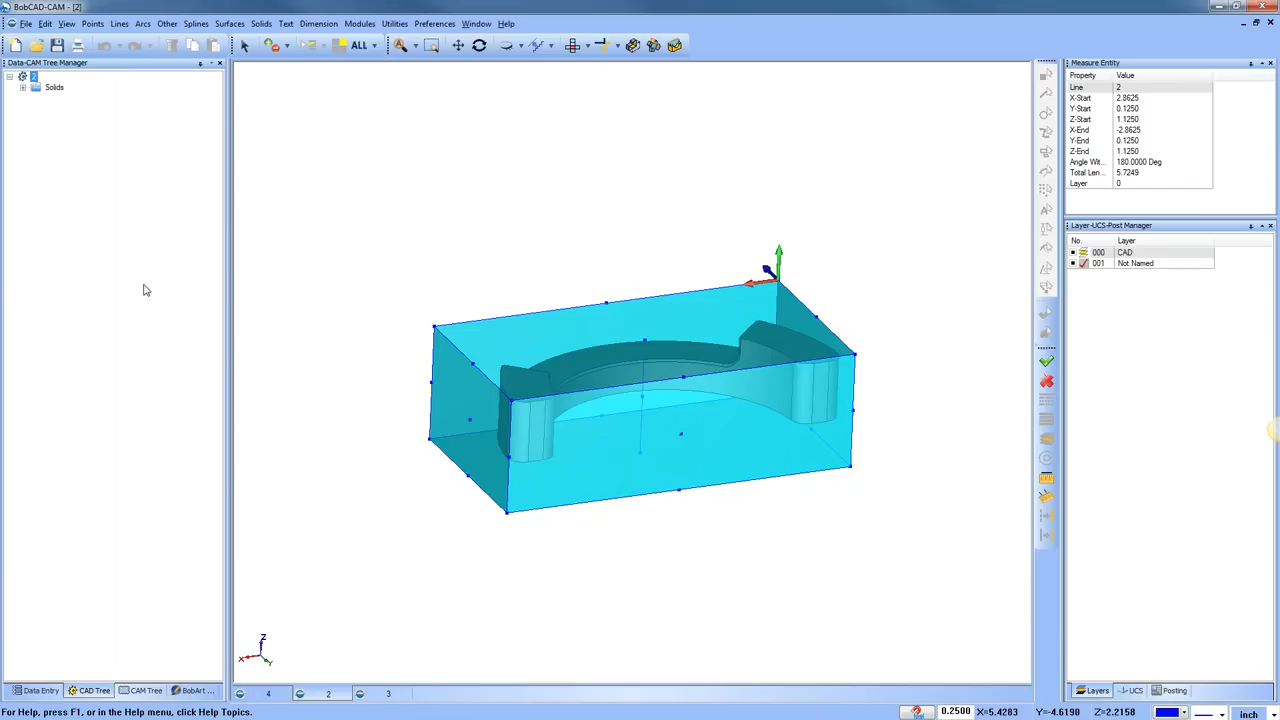 BobCAD-CAM - [2]
File Edit View Points Lines Arcs Other Splines Surfaces Solids Text Dimension Modules Utilities Preferences Window Help
ALL
Data-CAM Tree Manager
2
Solids
Measure Entity
Property Value
Line 2
X-Start 2.8625
Y-Start 0.1250
Z-Start 1.1250
X-End -2.8625
Y-End 0.1250
Z-End 1.1250
Angle Wit... 180.0000 Deg
Total Len... 5.7249
Layer 0
Layer-UCS-Post Manager
No. Layer
000 CAD
001 Not Named
Z
X
Y
Data Entry CAD Tree CAM Tree BobArt ...
4 2 3
Layers UCS Posting
For Help, press F1, or in the Help menu, click Help Topics.
0.2500 X=5.4283 Y=-4.6190 Z=2.2158
inch